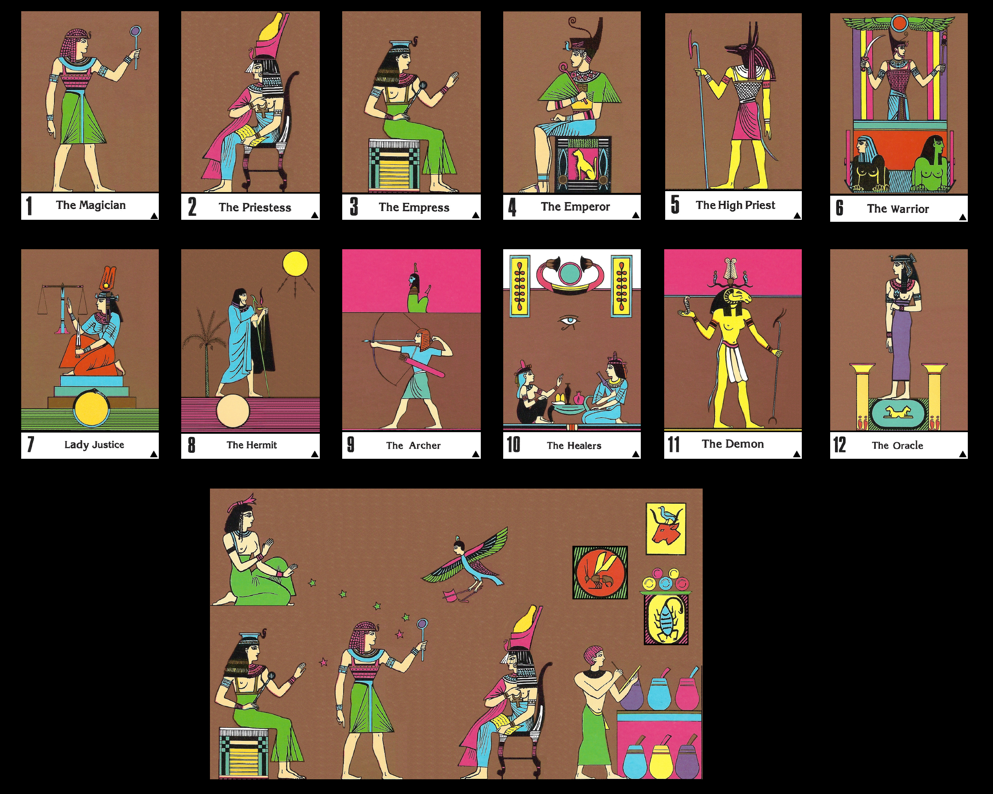 1 The Magician
2 The Priestess
3 The Empress
4 The Emperor
5 The High Priest
6 The Warrior
7 Lady Justice
8 The Hermit
9 The Archer
10 The Healers
11 The Demon
12 The Oracle